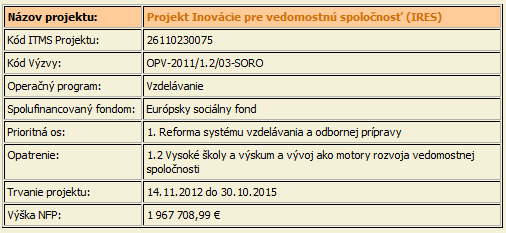 Názov projektu: Projekt Inovácie pre vedomostnú spoločnosť (IRES)
Kód ITMS Projektu: 26110230075
Kód Výzvy: OPV-2011/1.2/03-SORO
Operačný program: Vzdelávanie
Spolufinancovaný fondom: Európsky sociálny fond
Prioritná os: 1. Reforma systému vzdelávania a odbornej prípravy
Opatrenie: 1.2 Vysoké školy a výskum a vývoj ako motory rozvoja vedomostnej
spoločnosti
Trvanie projektu: 14.11.2012 do 30.10.2015
Výška NFP: 1 967 708,99 €